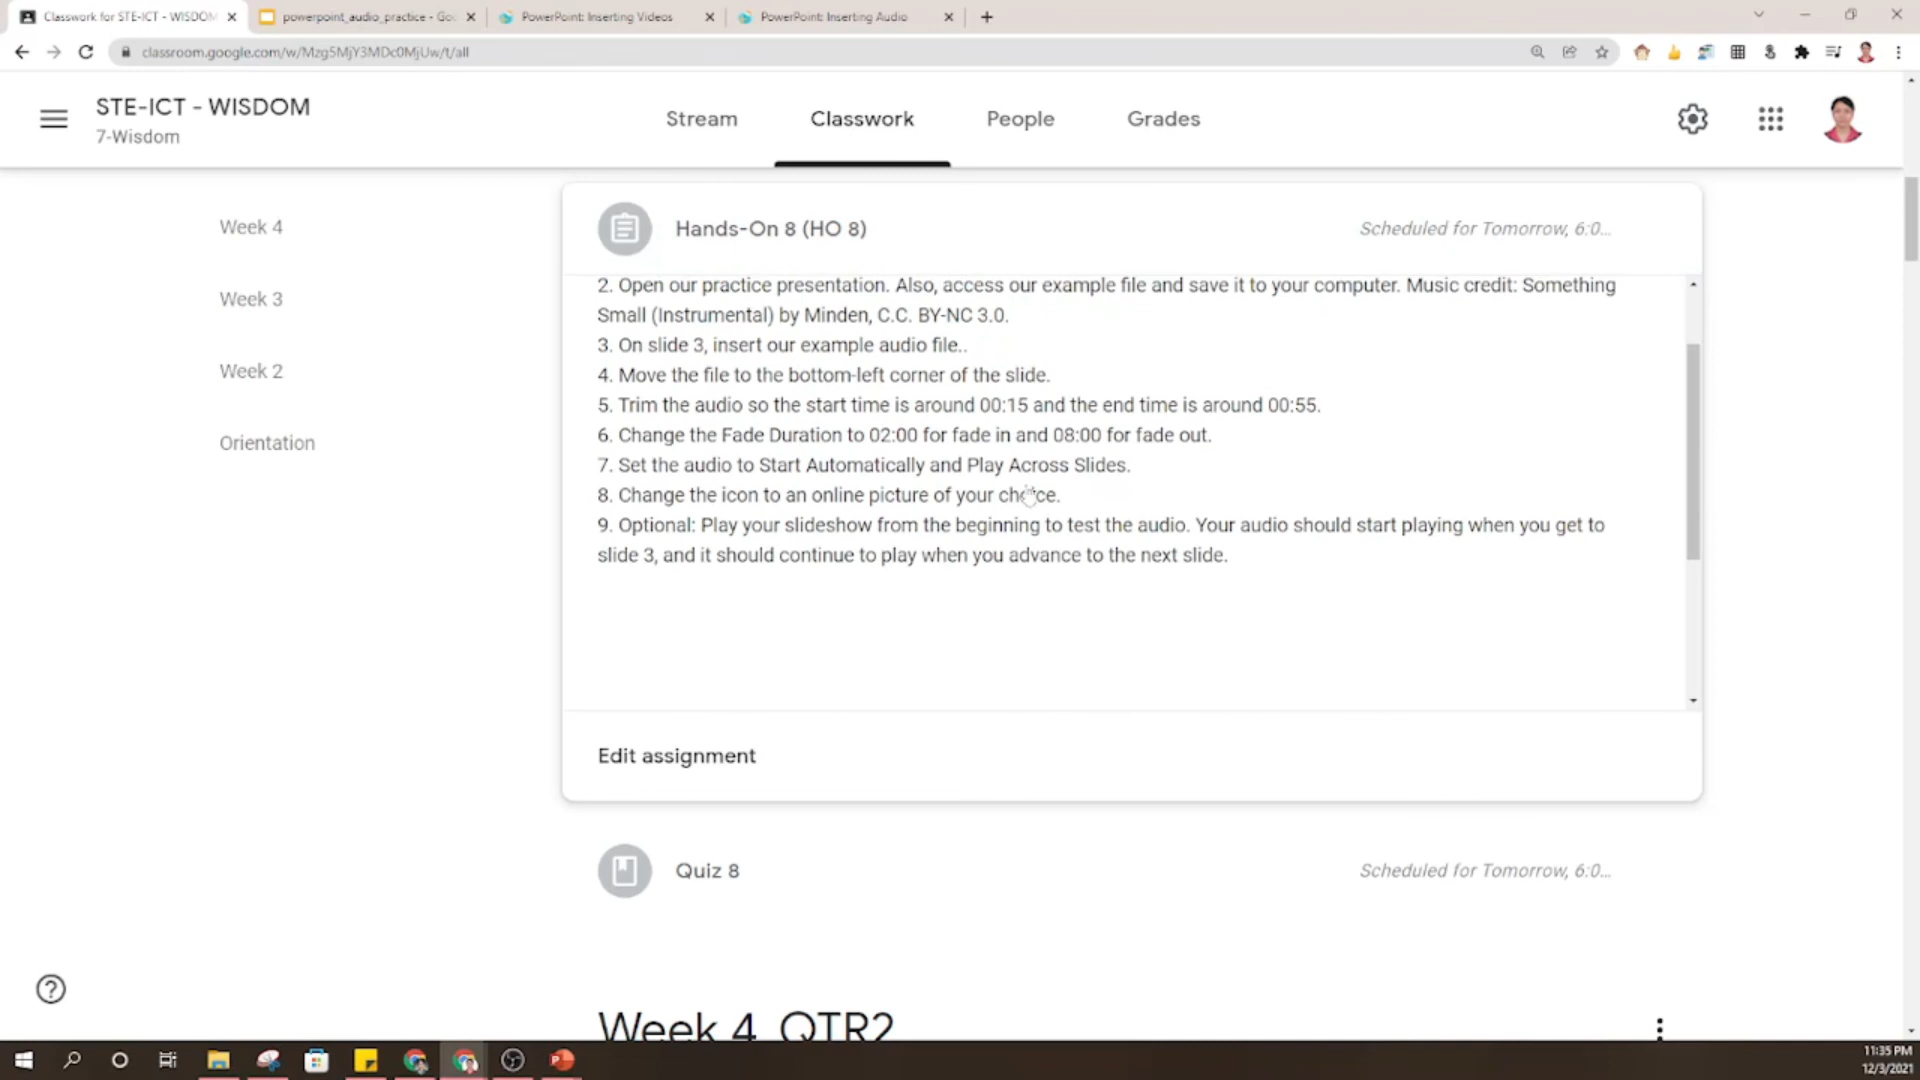 Classwork for STE-ICT - WISDOM
powerpoint_audio_practice - Go
PowerPoint: Inserting Videos
PowerPoint: Inserting Audio
classroom.google.com/w/Mzg5MjY3MDc0MjUw/t/all
STE-ICT - WISDOM
7-Wisdom
Stream
Classwork
People
Grades
Week 4
Week 3
Week 2
Orientation
Hands-On 8 (HO 8)
Scheduled for Tomorrow, 6:0...
2. Open our practice presentation. Also, access our example file and save it to your computer. Music credit: Something
Small (Instrumental) by Minden, C.C. BY-NC 3.0.
3. On slide 3, insert our example audio file..
4. Move the file to the bottom-left corner of the slide.
5. Trim the audio so the start time is around 00:15 and the end time is around 00:55.
6. Change the Fade Duration to 02:00 for fade in and 08:00 for fade out.
7. Set the audio to Start Automatically and Play Across Slides.
8. Change the icon to an online picture of your choice.
9. Optional: Play your slideshow from the beginning to test the audio. Your audio should start playing when you get to
slide 3, and it should continue to play when you advance to the next slide.
Edit assignment
Quiz 8
Scheduled for Tomorrow, 6:0...
Week 4 QTR2
11:35 PM
12/3/2021